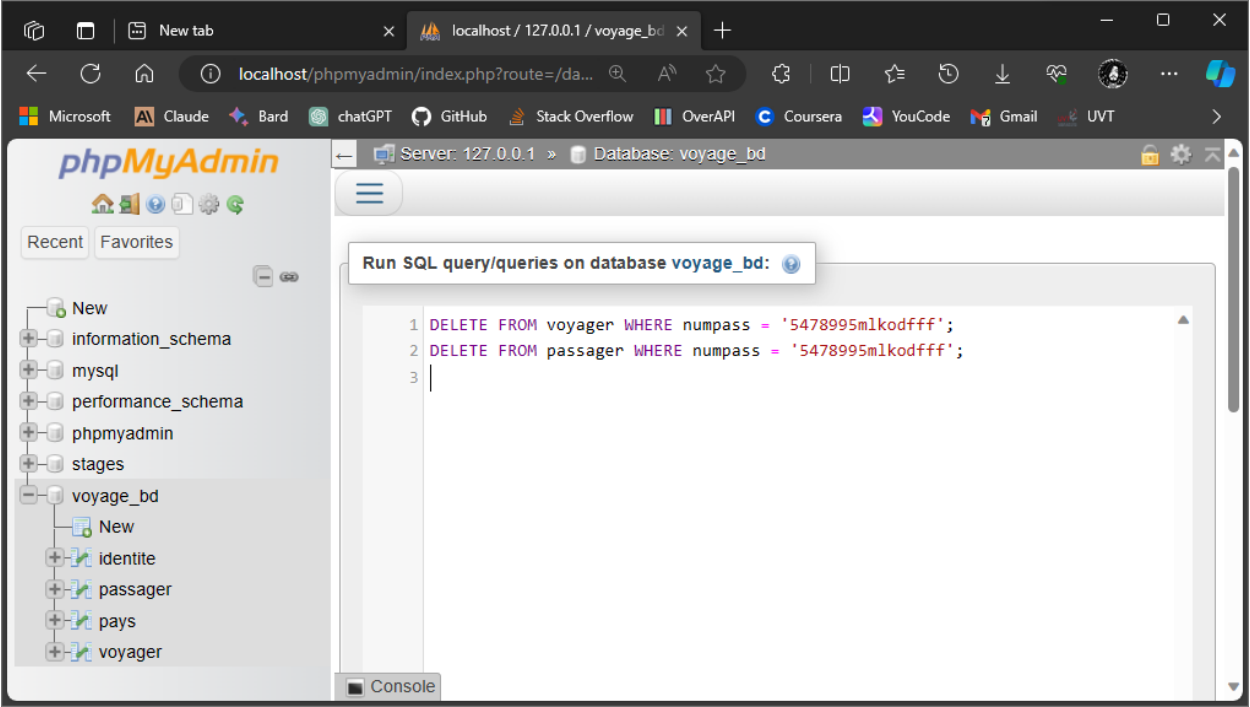 New tab
localhost / 127.0.0.1 / voyage_bd
localhost/phpmyadmin/index.php?route=/da...
Microsoft Claude Bard chatGPT GitHub Stack Overflow OverAPI Coursera YouCode Gmail UVT
phpMyAdmin
Recent Favorites
New
information_schema
mysql
performance_schema
phpmyadmin
stages
voyage_bd
New
identite
passager
pays
voyager
Server: 127.0.0.1 » Database: voyage_bd
Run SQL query/queries on database voyage_bd:
1 DELETE FROM voyager WHERE numpass = '5478995mlkodfff';
2 DELETE FROM passager WHERE numpass = '5478995mlkodfff';
3
Console